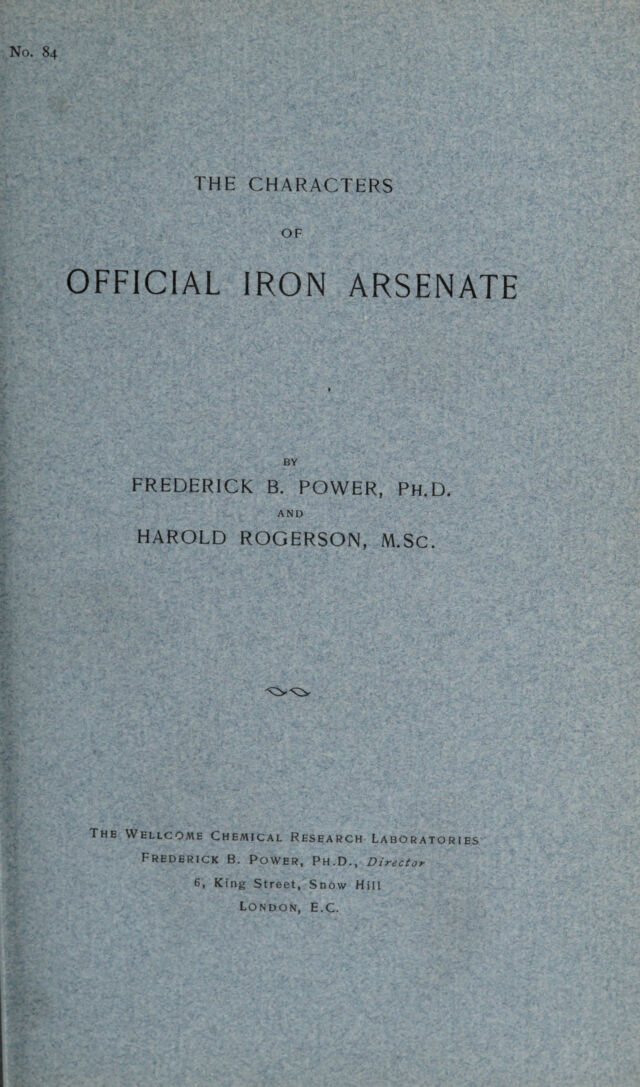 No. 84
THE CHARACTERS
OF
OFFICIAL IRON ARSENATE
BY
FREDERICK B. POWER, PH.D.
AND
HAROLD ROGERSON, M.SC.
THE WELLCOME CHEMICAL RESEARCH LABORATORIES
FREDERICK B. POWER, PH.D., Director
6, King Street, Snow Hill
LONDON, E.C.